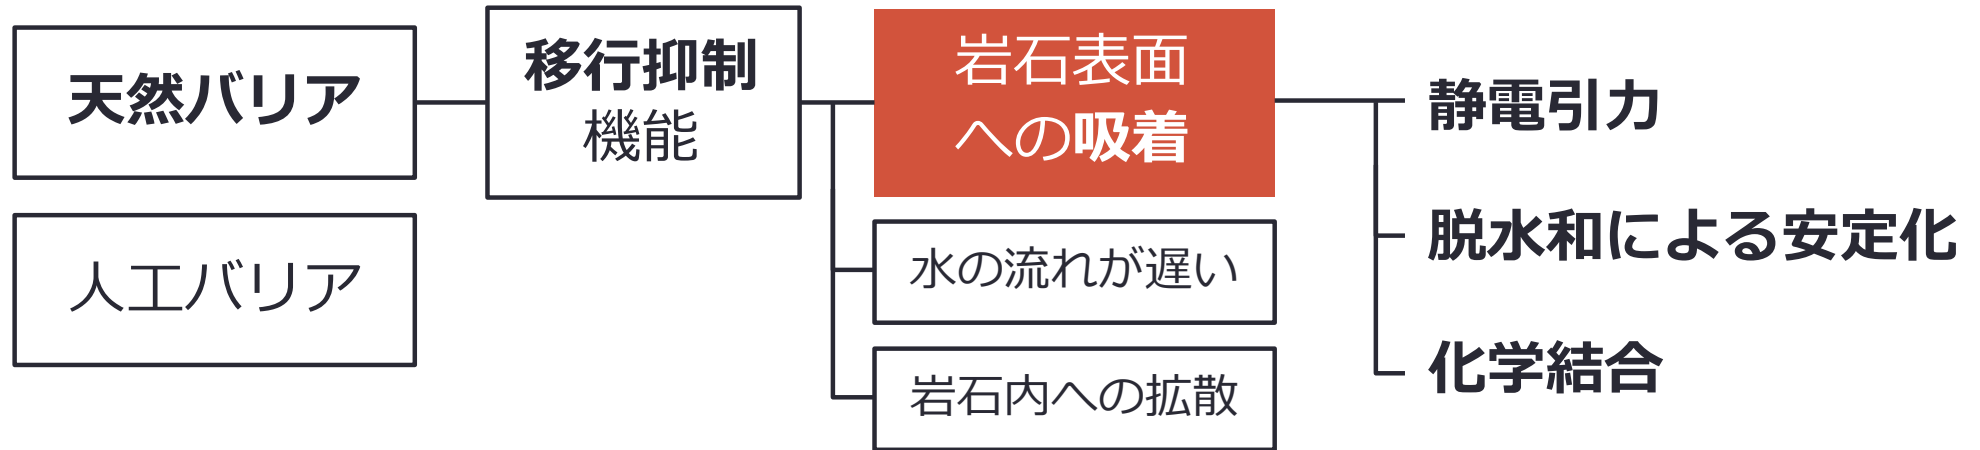 天然バリア
人工バリア
移行抑制
機能
岩石表面
への吸着
水の流れが遅い
岩石内への拡散
静電引力
脱水和による安定化
化学結合